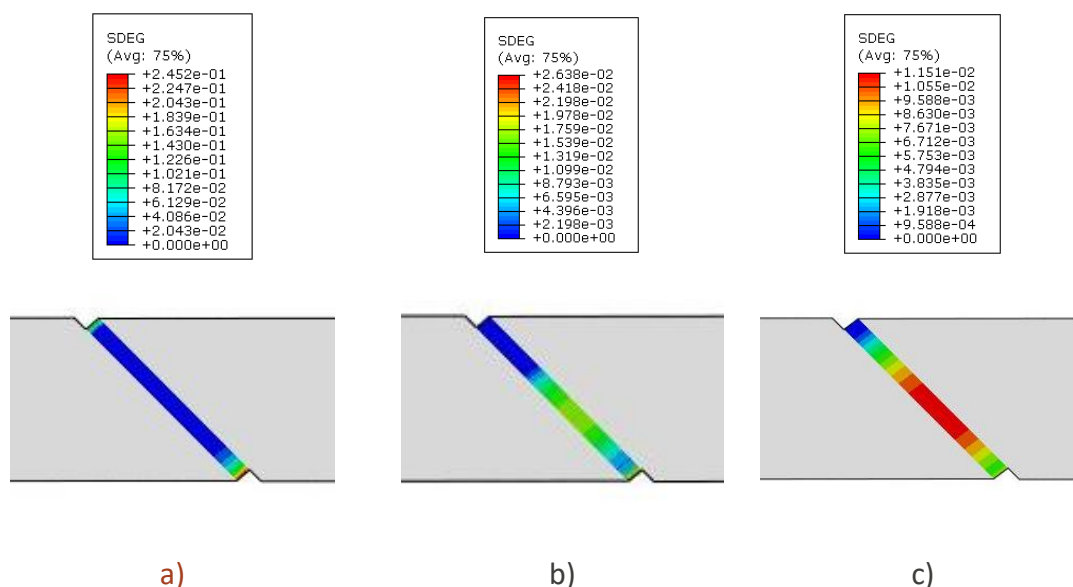 SDEG
(Avg: 75%)
+2.452e-01
+2.247e-01
+2.043e-01
+1.839e-01
+1.634e-01
+1.430e-01
+1.226e-01
+1.021e-01
+8.172e-02
+6.129e-02
+4.086e-02
+2.043e-02
+0.000e+00
SDEG
(Avg: 75%)
+2.638e-02
+2.418e-02
+2.198e-02
+1.978e-02
+1.759e-02
+1.539e-02
+1.319e-02
+1.099e-02
+8.793e-03
+6.595e-03
+4.396e-03
+2.198e-03
+0.000e+00
SDEG
(Avg: 75%)
+1.151e-02
+1.055e-02
+9.588e-03
+8.630e-03
+7.671e-03
+6.712e-03
+5.753e-03
+4.794e-03
+3.835e-03
+2.877e-03
+1.918e-03
+9.588e-04
+0.000e+00
a)
b)
c)